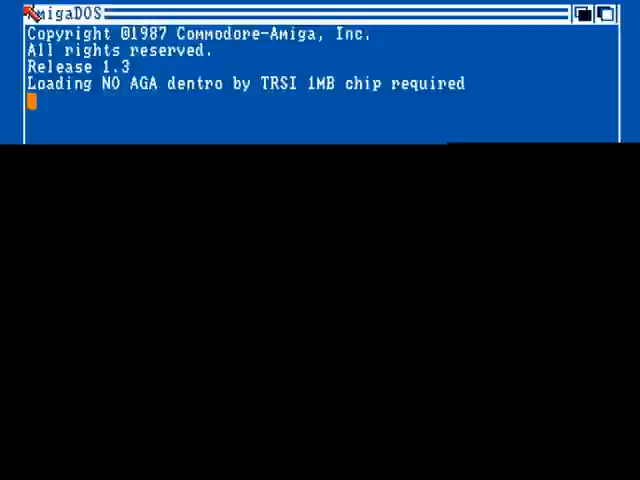 AmigaDOS
Copyright ©1987 Commodore-Amiga, Inc.
All rights reserved.
Release 1.3
Loading NO AGA dentro by TRSI 1MB chip required